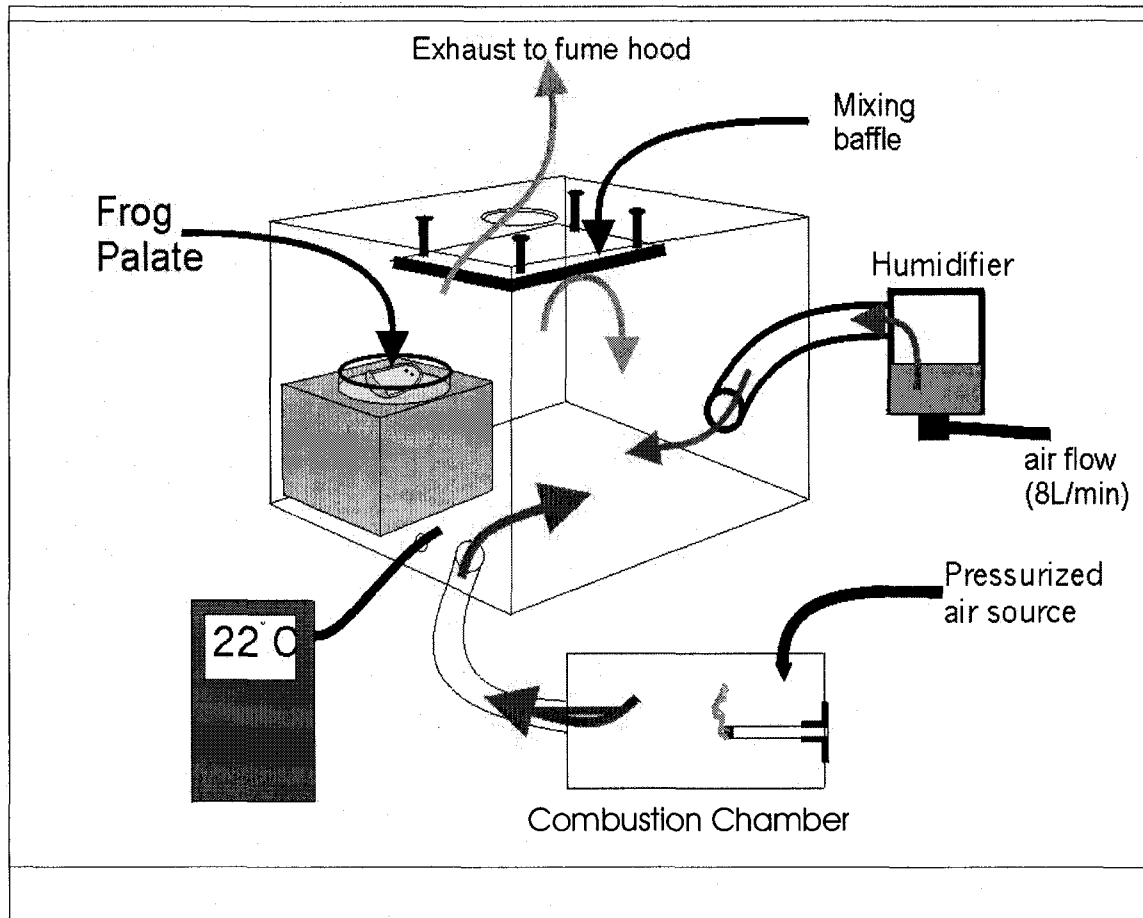 Exhaust to fume hood
Mixing
baffle
Frog
Palate
Humidifier
air flow
(8L/min)
Pressurized
air source
22°C
Combustion Chamber